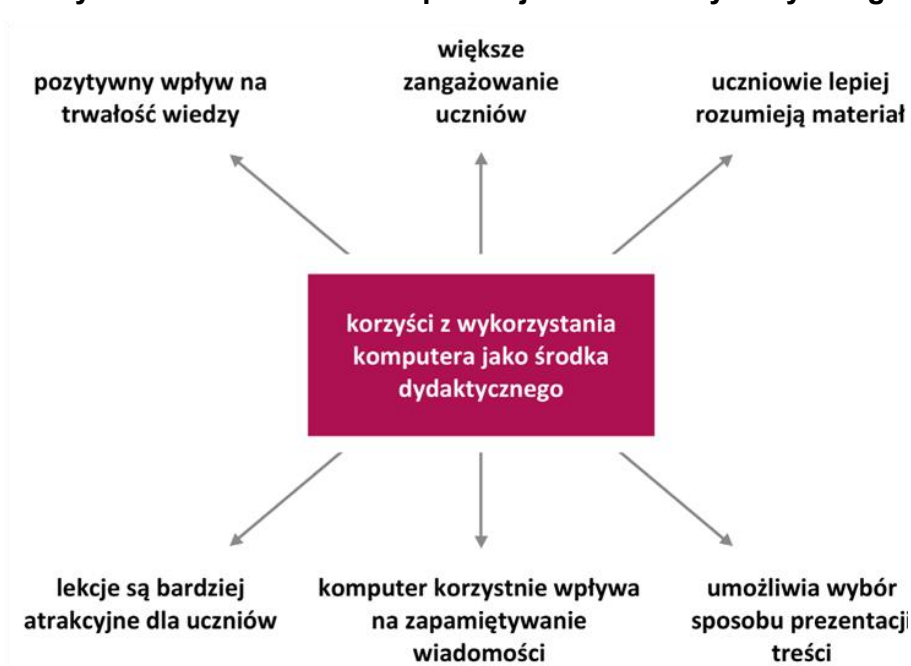 większe
zangażowanie
uczniów
pozytywny wpływ na
trwałość wiedzy
uczniowie lepiej
rozumieją materiał
korzyści z wykorzystania
komputera jako środka
dydaktycznego
lekcje są bardziej
atrakcyjne dla uczniów
komputer korzystnie wpływa
na zapamiętywanie
wiadomości
umożliwia wybór
sposobu prezentacji
treści